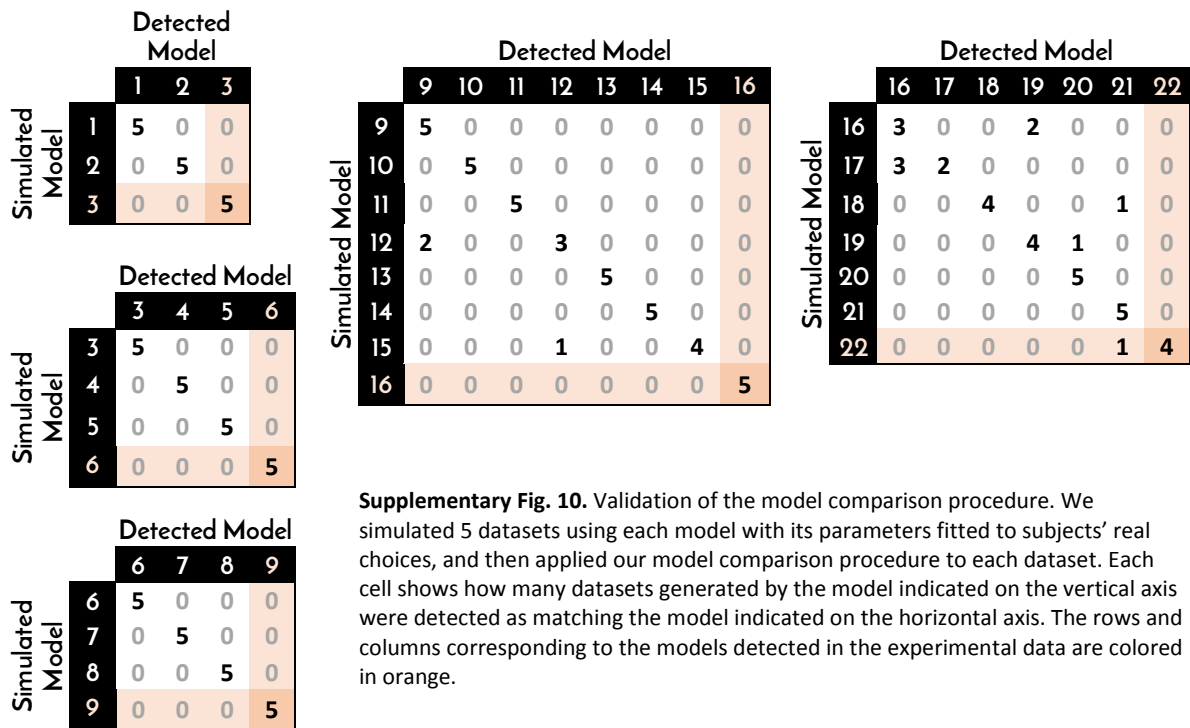 Detected
Model
1 2 3
Simulated
Model
1 5 0 0
2 0 5 0
3 0 0 5
Detected Model
3 4 5 6
Simulated
Model
3 5 0 0 0
4 0 5 0 0
5 0 0 5 0
6 0 0 0 5
Detected Model
6 7 8 9
Simulated
Model
6 5 0 0 0
7 0 5 0 0
8 0 0 5 0
9 0 0 0 5
Detected Model
9 10 11 12 13 14 15 16
Simulated Model
9 5 0 0 0 0 0 0 0
10 0 5 0 0 0 0 0 0
11 0 0 5 0 0 0 0 0
12 2 0 0 3 0 0 0 0
13 0 0 0 0 5 0 0 0
14 0 0 0 0 0 5 0 0
15 0 0 0 1 0 0 4 0
16 0 0 0 0 0 0 0 5
Detected Model
16 17 18 19 20 21 22
Simulated Model
16 3 0 0 2 0 0 0
17 3 2 0 0 0 0 0
18 0 0 4 0 0 1 0
19 0 0 0 4 1 0 0
20 0 0 0 0 5 0 0
21 0 0 0 0 0 5 0
22 0 0 0 0 0 1 4
Supplementary Fig. 10. Validation of the model comparison procedure. We
simulated 5 datasets using each model with its parameters fitted to subjects’ real
choices, and then applied our model comparison procedure to each dataset. Each
cell shows how many datasets generated by the model indicated on the vertical axis
were detected as matching the model indicated on the horizontal axis. The rows and
columns corresponding to the models detected in the experimental data are colored
in orange.